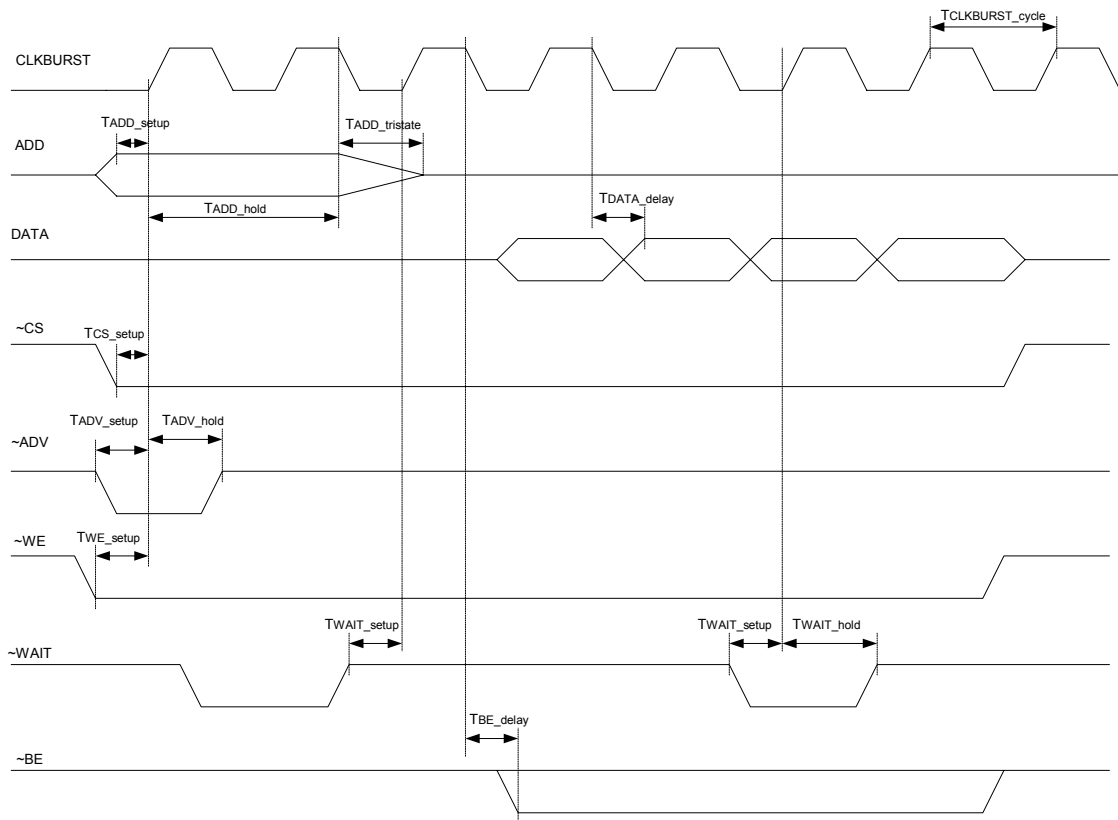 TCLKBURST_cycle
CLKBURST
TADD_setup
TADD_tristate
ADD
TADD_hold
TDATA_delay
DATA
~CS
TCS_setup
TADV_setup
TADV_hold
~ADV
TWE_setup
~WE
TWAIT_setup
TWAIT_setup
TWAIT_hold
~WAIT
TBE_delay
~BE